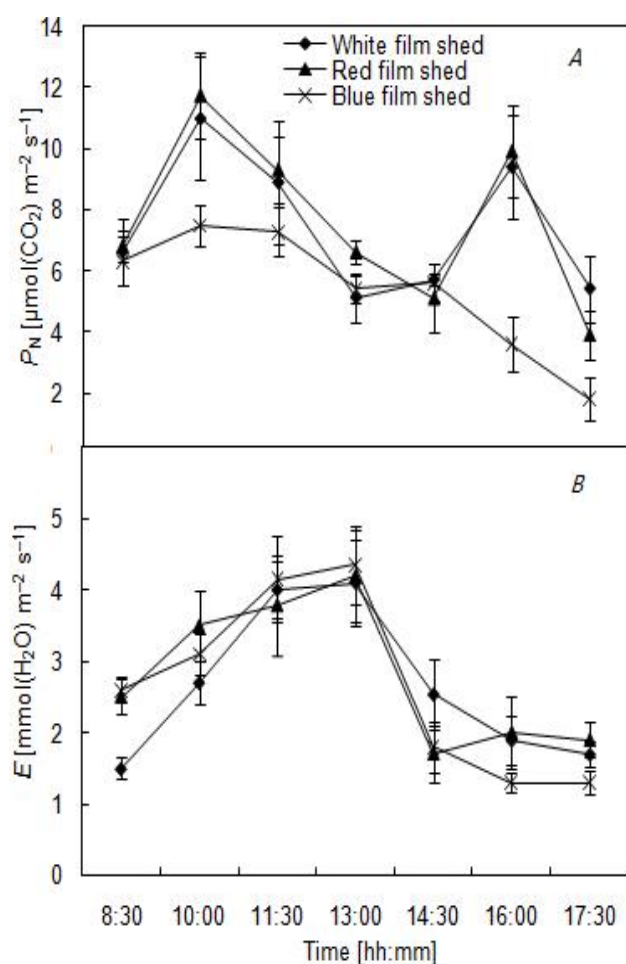 14
White film shed
A
12
Red film shed
Blue film shed
10
8
6
4
2
P_N [μmol(CO₂) m⁻² s⁻¹]
B
5
4
3
2
1
0
E [mmol(H₂O) m⁻² s⁻¹]
8:30 10:00 11:30 13:00 14:30 16:00 17:30
Time [hh:mm]